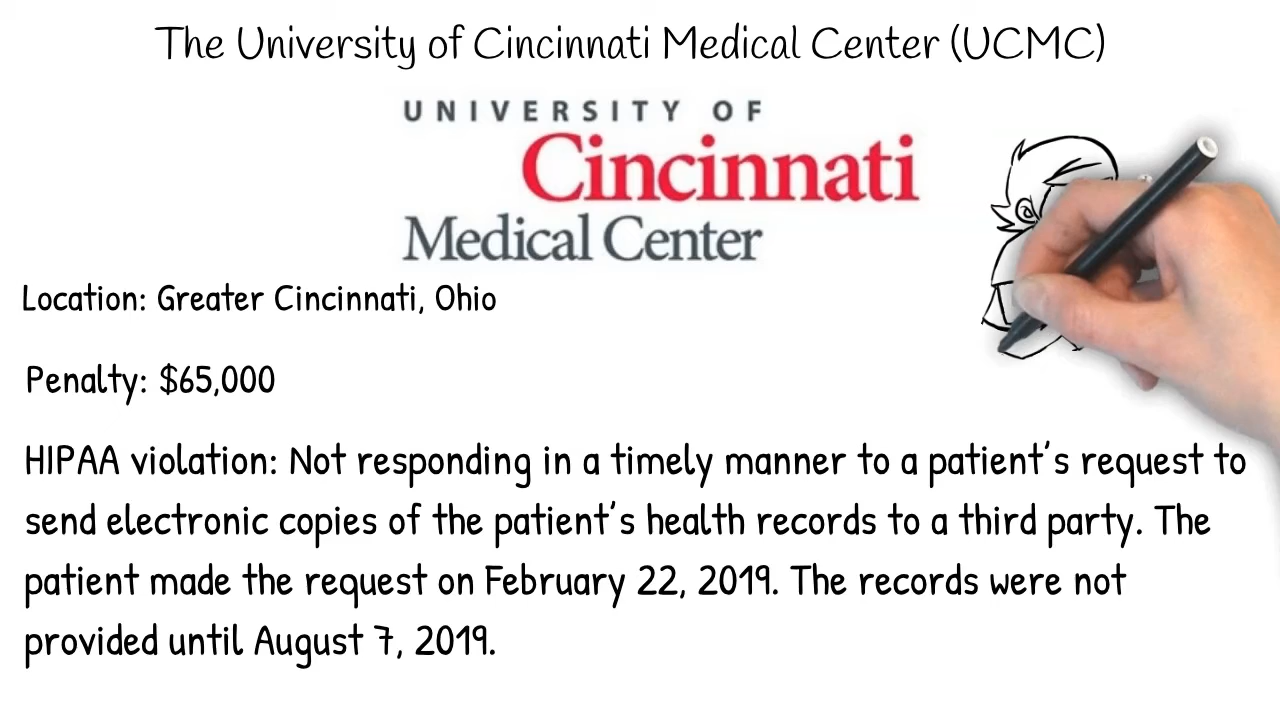 The University of Cincinnati Medical Center (UCMC)
UNIVERSITY OF
Cincinnati
Medical Center
Location: Greater Cincinnati, Ohio
Penalty: $65,000
HIPAA violation: Not responding in a timely manner to a patient's request to
send electronic copies of the patient's health records to a third party. The
patient made the request on February 22, 2019. The records were not
provided until August 7, 2019.